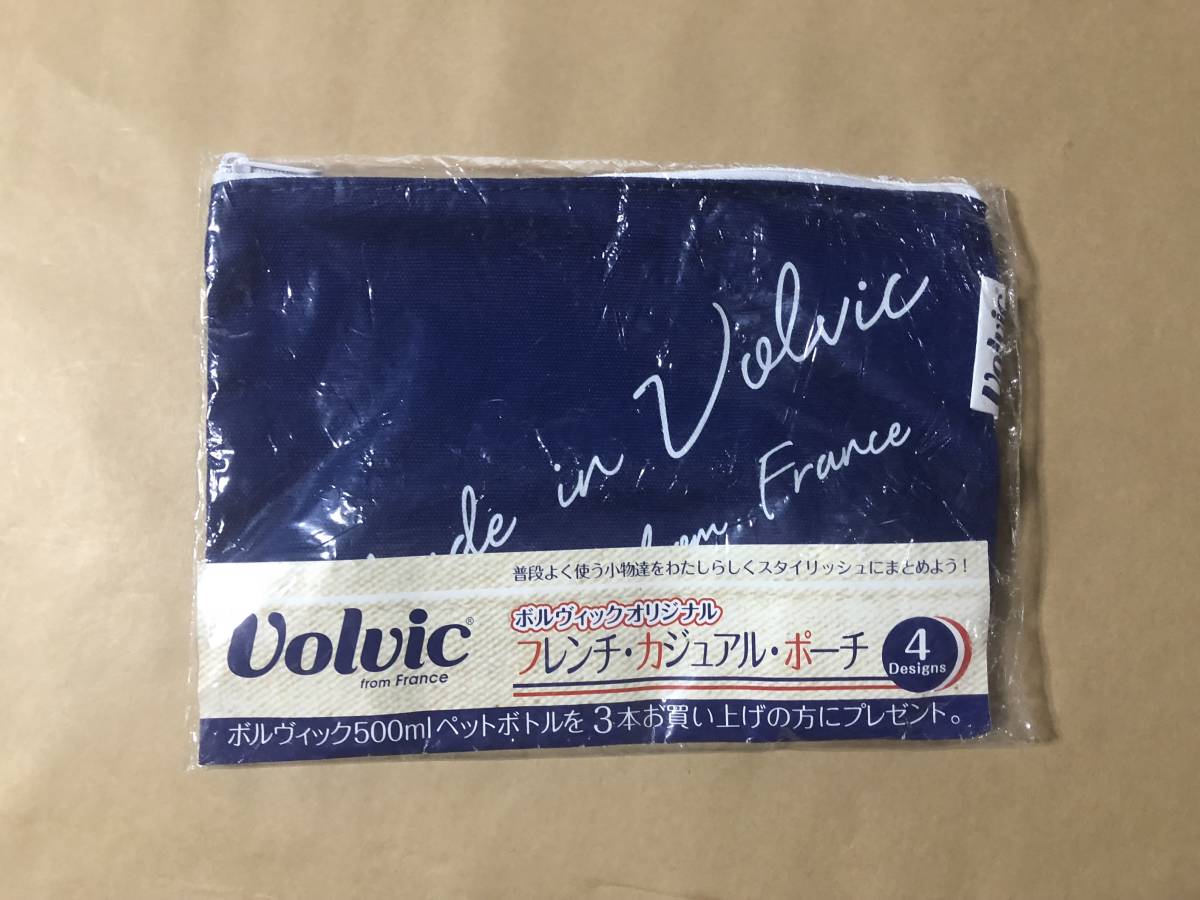 in Volvic
from France
Volvic
普段よく使う小物達をわたしらしくスタイリッシュにまとめよう!
Volvic®
from France
ボルヴィックオリジナル
フレンチ・カジュアル・ポーチ
4
Designs
ボルヴィック500mlペットボトルを3本お買い上げの方にプレゼント。